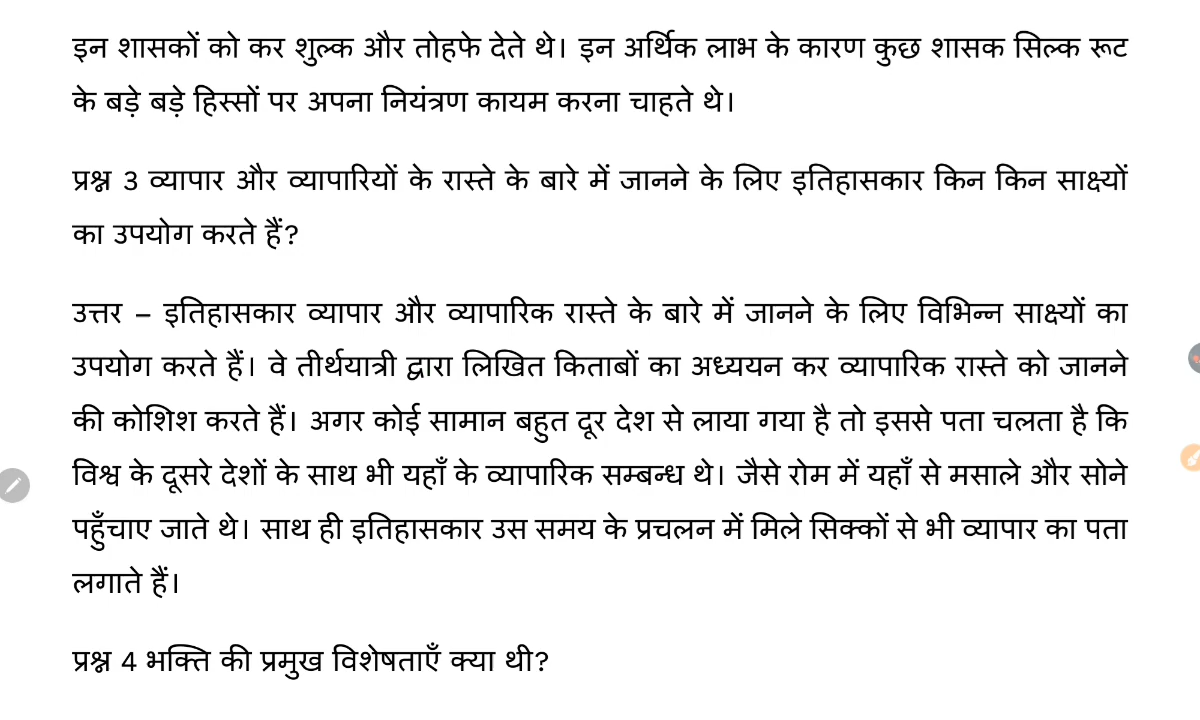 इन शासकों को कर शुल्क और तोहफे देते थे। इन अर्थिक लाभ के कारण कुछ शासक सिल्क रूट
के बड़े बड़े हिस्सों पर अपना नियंत्रण कायम करना चाहते थे।
प्रश्न 3 व्यापार और व्यापारियों के रास्ते के बारे में जानने के लिए इतिहासकार किन किन साक्ष्यों
का उपयोग करते हैं?
उत्तर – इतिहासकार व्यापार और व्यापारिक रास्ते के बारे में जानने के लिए विभिन्न साक्ष्यों का
उपयोग करते हैं। वे तीर्थयात्री द्वारा लिखित किताबों का अध्ययन कर व्यापारिक रास्ते को जानने
की कोशिश करते हैं। अगर कोई सामान बहुत दूर देश से लाया गया है तो इससे पता चलता है कि
विश्व के दूसरे देशों के साथ भी यहाँ के व्यापारिक सम्बन्ध थे। जैसे रोम में यहाँ से मसाले और सोने
पहुँचाए जाते थे। साथ ही इतिहासकार उस समय के प्रचलन में मिले सिक्कों से भी व्यापार का पता
लगाते हैं।
प्रश्न 4 भक्ति की प्रमुख विशेषताएँ क्या थी?